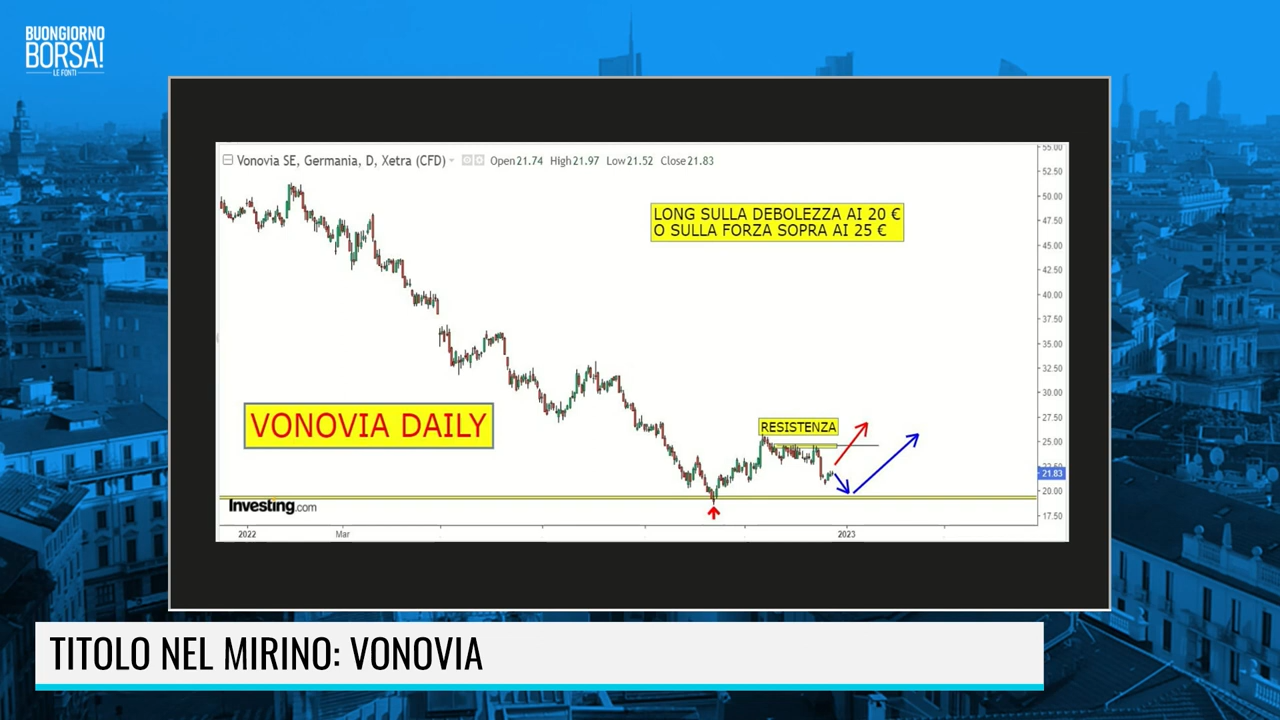 BUONGIORNO
BORSA!
LE FONTI
Vonovia SE, Germania, D, Xetra (CFD) Open 21.74 High 21.97 Low 21.52 Close 21.83
55.00
52.50
50.00
LONG SULLA DEBOLEZZA AI 20 €
O SULLA FORZA SOPRA AI 25 €
47.50
45.00
42.50
40.00
37.50
35.00
32.50
30.00
27.50
VONOVIA DAILY
RESISTENZA
25.00
22.50
21.83
20.00
Investing.com
17.50
2022 Mar 2023
TITOLO NEL MIRINO: VONOVIA